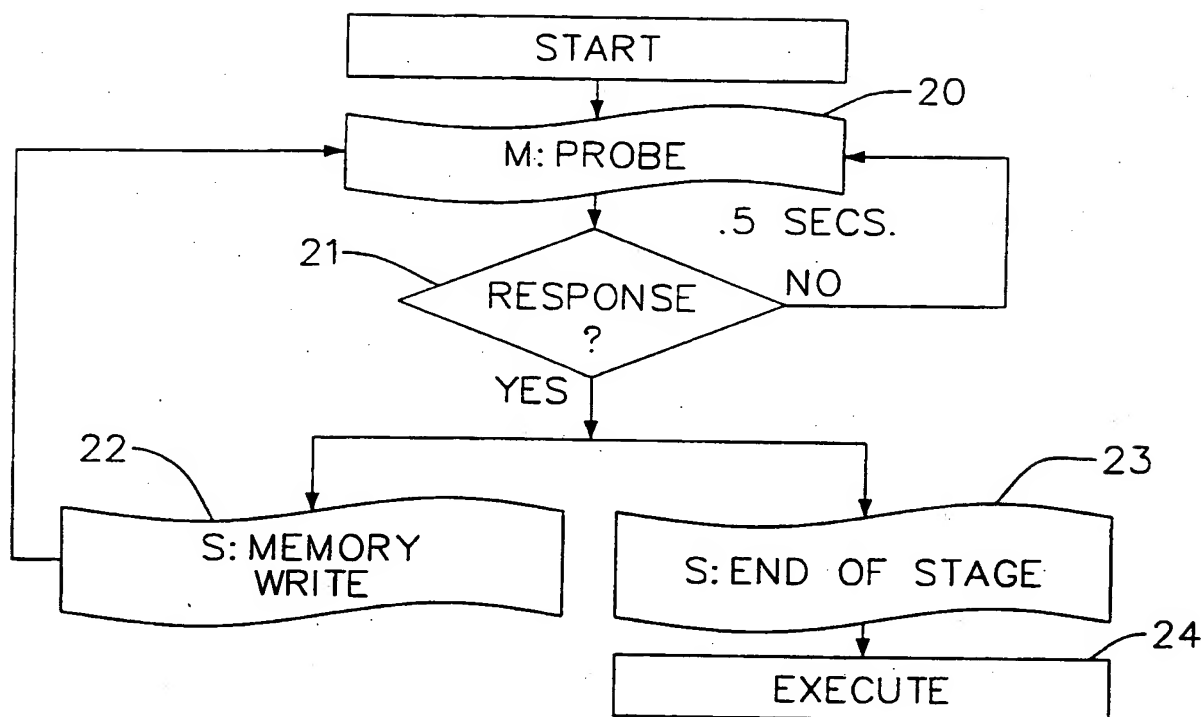 START
20
M: PROBE
.5 SECS.
21
RESPONSE
?
NO
YES
22
23
S: MEMORY
WRITE
S: END OF STAGE
24
EXECUTE